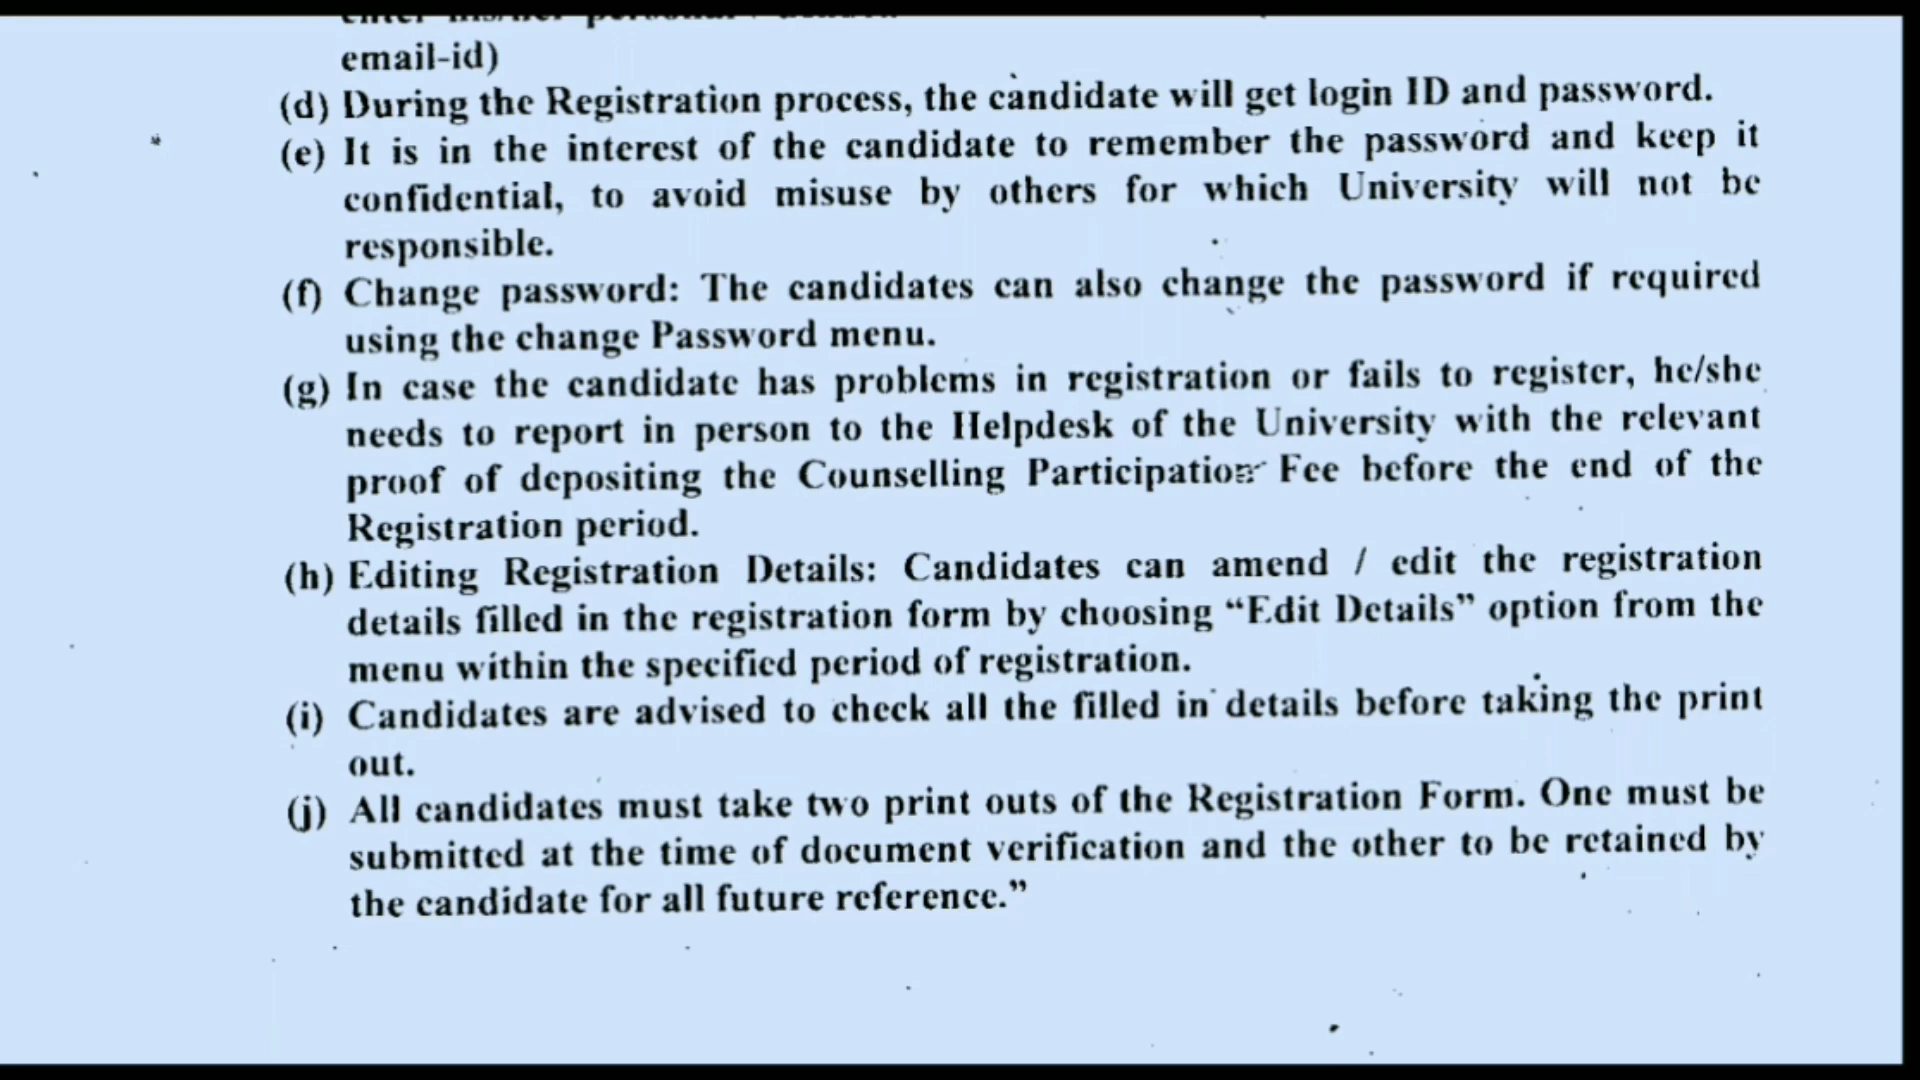 email-id)
(d) During the Registration process, the candidate will get login ID and password.
(e) It is in the interest of the candidate to remember the password and keep it
confidential, to avoid misuse by others for which University will not be
responsible.
(f) Change password: The candidates can also change the password if required
using the change Password menu.
(g) In case the candidate has problems in registration or fails to register, he/she
needs to report in person to the Helpdesk of the University with the relevant
proof of depositing the Counselling Participation Fee before the end of the
Registration period.
(h) Editing Registration Details: Candidates can amend / edit the registration
details filled in the registration form by choosing “Edit Details” option from the
menu within the specified period of registration.
(i) Candidates are advised to check all the filled in details before taking the print
out.
(j) All candidates must take two print outs of the Registration Form. One must be
submitted at the time of document verification and the other to be retained by
the candidate for all future reference.”